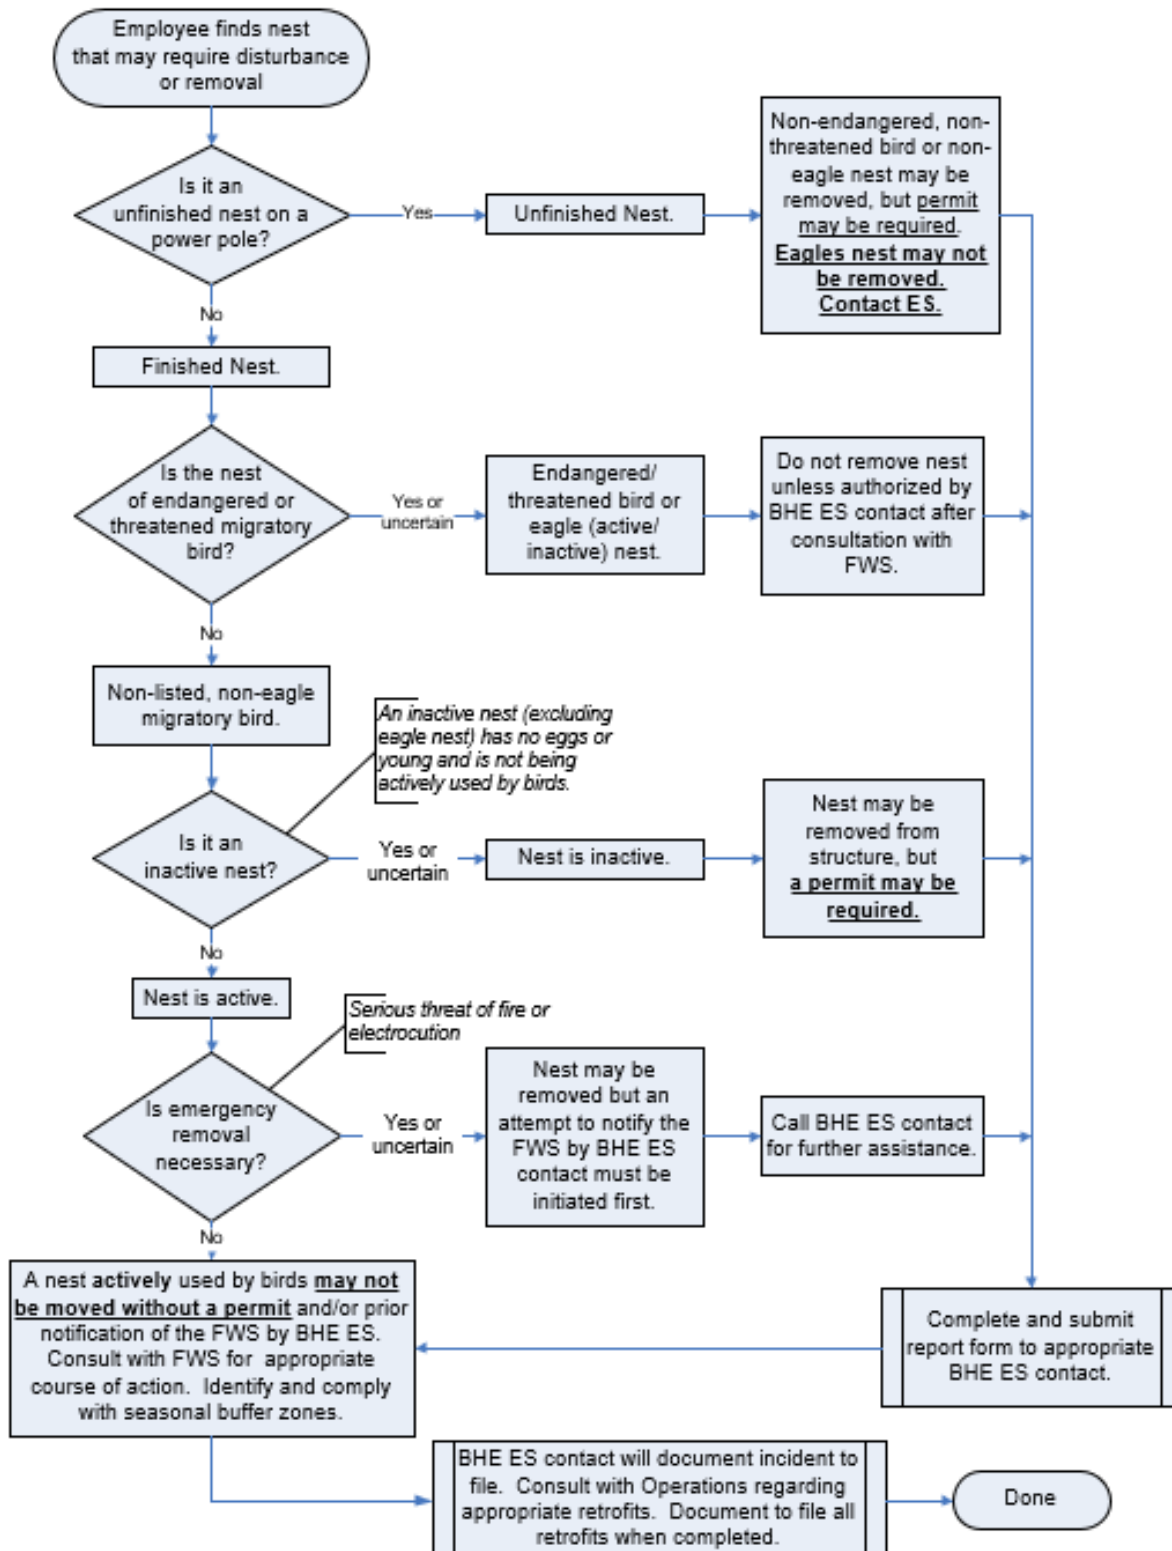 Employee finds nest
that may require disturbance
or removal
Is it an
unfinished nest on a
power pole?
Yes
Unfinished Nest.
Non-endangered, non-
threatened bird or non-
eagle nest may be
removed, but permit
may be required.
Eagles nest may not
be removed.
Contact ES.
No
Finished Nest.
Is the nest
of endangered or
threatened migratory
bird?
Yes or
uncertain
Endangered/
threatened bird or
eagle (active/
inactive) nest.
Do not remove nest
unless authorized by
BHE ES contact after
consultation with
FWS.
No
Non-listed, non-eagle
migratory bird.
An inactive nest (excluding
eagle nest) has no eggs or
young and is not being
actively used by birds.
Is it an
inactive nest?
Yes or
uncertain
Nest is inactive.
Nest may be
removed from
structure, but
a permit may be
required.
No
Nest is active.
Serious threat of fire or
electrocution
Is emergency
removal
necessary?
Yes or
uncertain
Nest may be
removed but an
attempt to notify the
FWS by BHE ES
contact must be
initiated first.
Call BHE ES contact
for further assistance.
No
A nest actively used by birds may not
be moved without a permit and/or prior
notification of the FWS by BHE ES.
Consult with FWS for appropriate
course of action. Identify and comply
with seasonal buffer zones.
Complete and submit
report form to appropriate
BHE ES contact.
BHE ES contact will document incident to
file. Consult with Operations regarding
appropriate retrofits. Document to file all
retrofits when completed.
Done